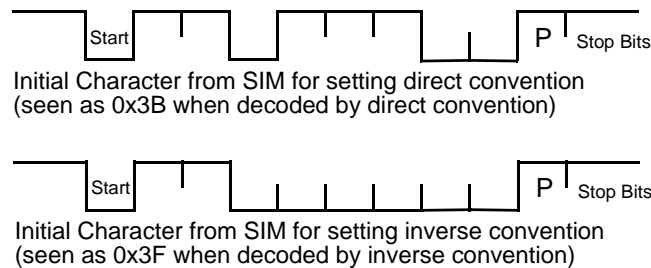 Start P Stop Bits
Initial Character from SIM for setting direct convention
(seen as 0x3B when decoded by direct convention)
Start P Stop Bits
Initial Character from SIM for setting inverse convention
(seen as 0x3F when decoded by inverse convention)